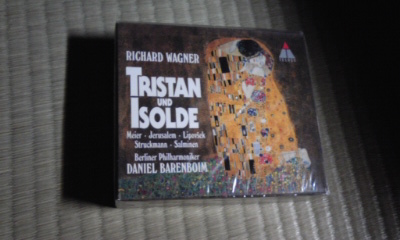 RICHARD WAGNER
TRISTAN
UND
ISOLDE
Meier - Jerusalem - Lipovšek
Struckmann - Salminen
Berliner Philharmoniker
DANIEL BARENBOIM